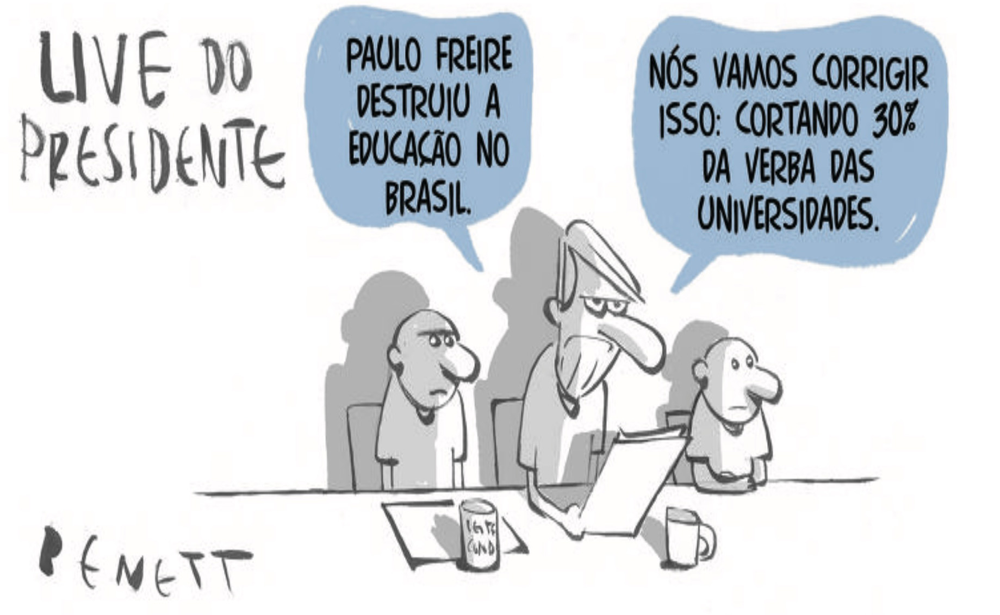 LIVE DO
PRESIDENTE
PAULO FREIRE
DESTRUIU A
EDUCAÇÃO NO
BRASIL.
NÓS VAMOS CORRIGIR
ISSO: CORTANDO 30%
DA VERBA DAS
UNIVERSIDADES.
BENETT